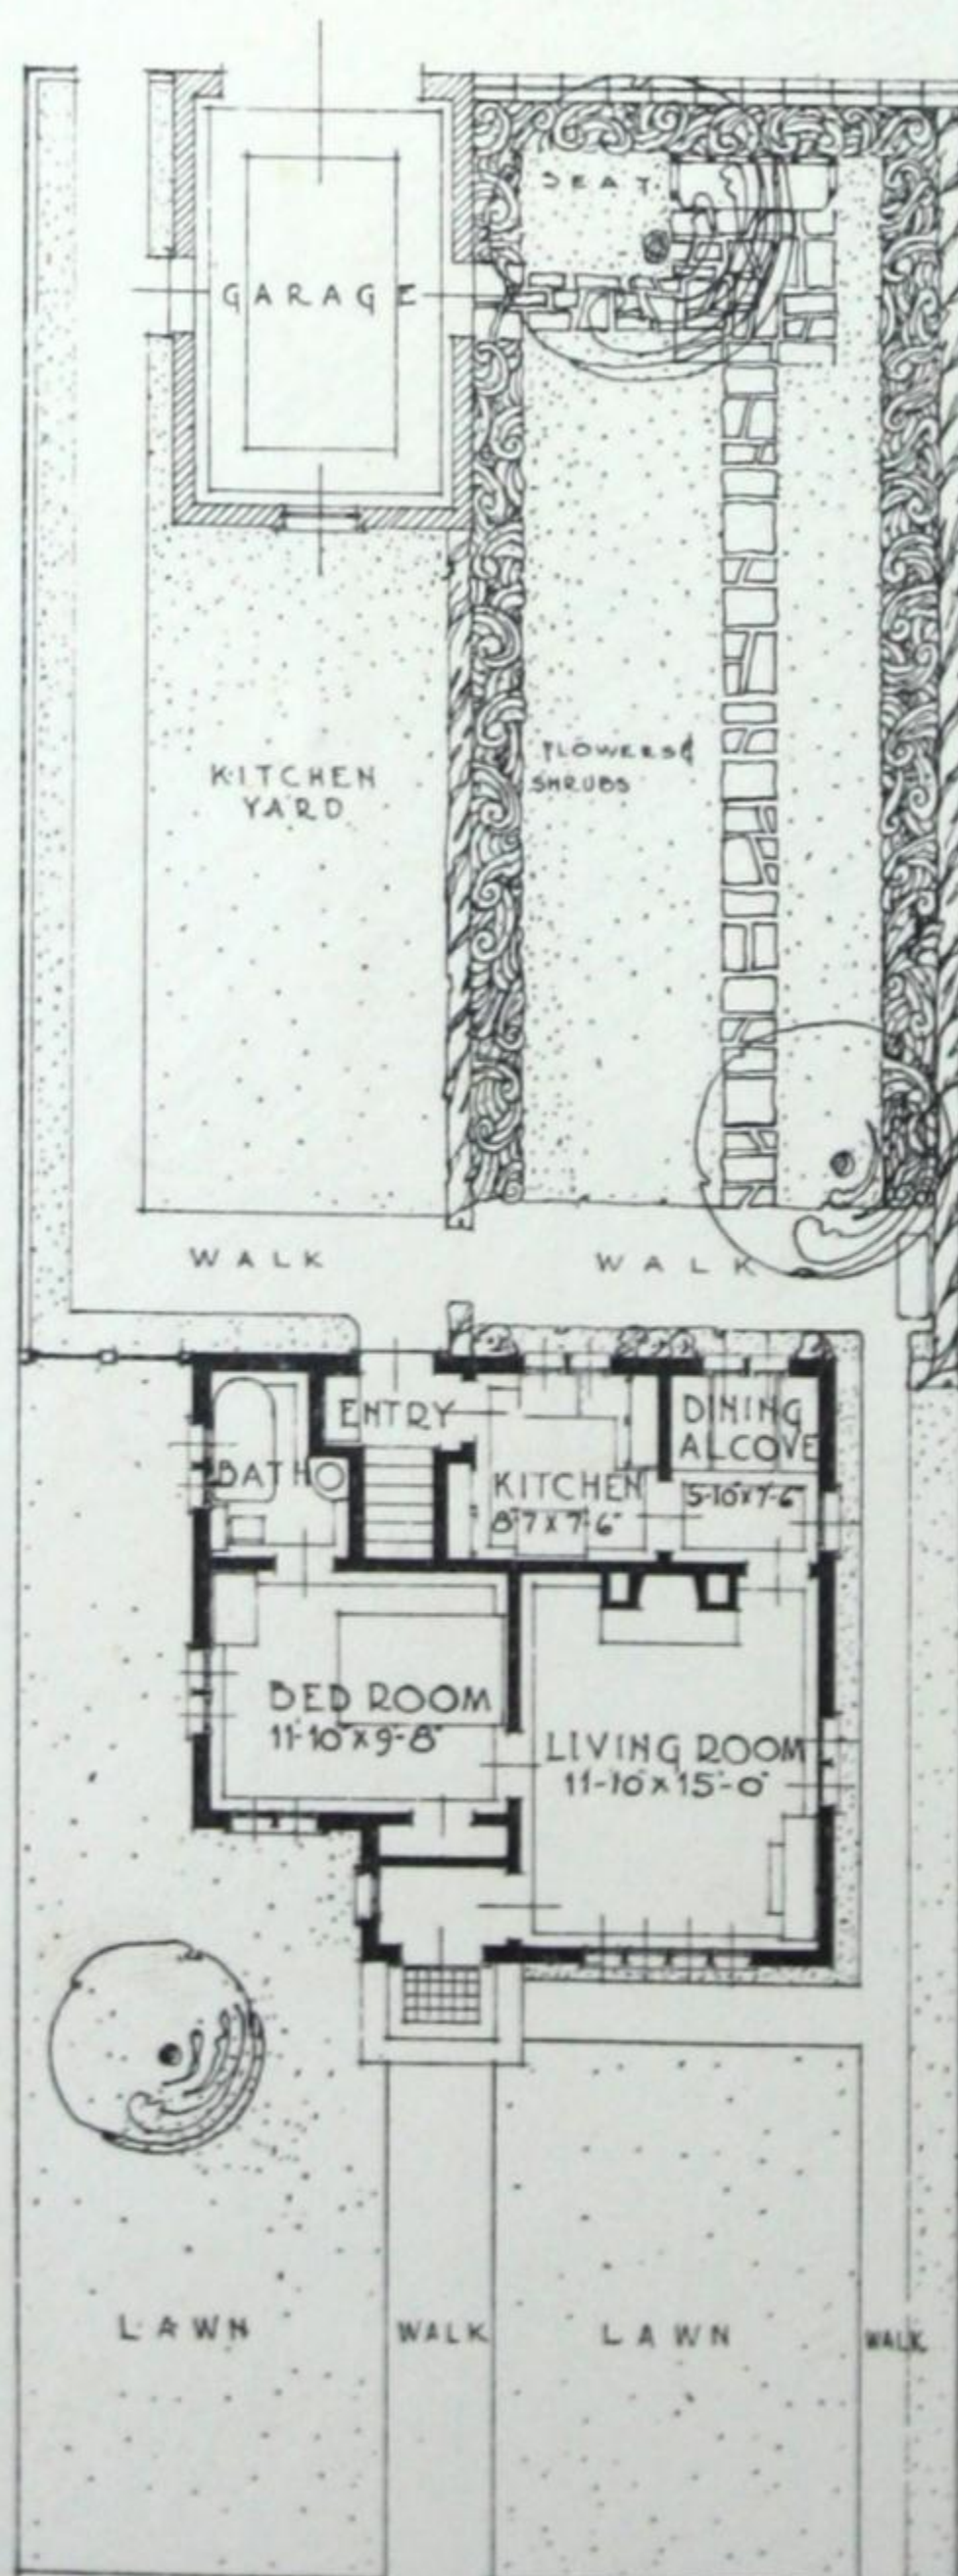 SEAT.
GARAGE
FLOWERS &
SHRUBS
KITCHEN
YARD
WALK
WALK
ENTRY
DINING
ALCOVE
5-10 x 7-6"
BATH
KITCHEN
8-7 x 7-6"
BED ROOM
11-10" x 9-8"
LIVING ROOM
11-10" x 15-0"
LAWN
WALK
LAWN
WALK